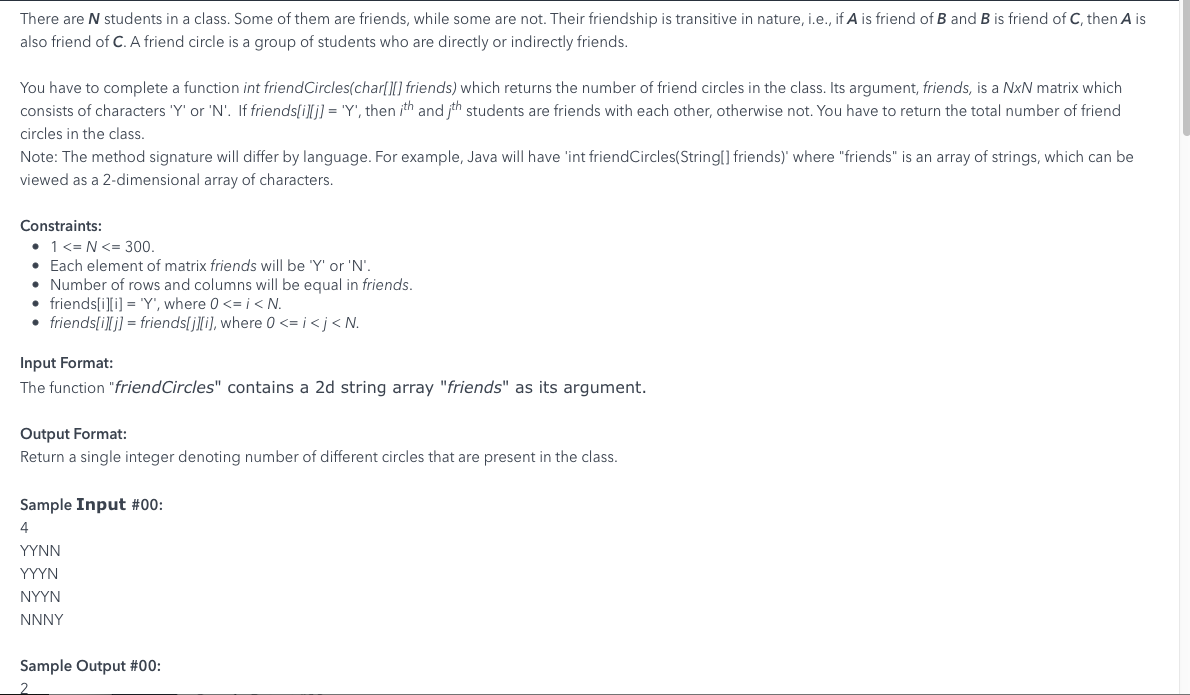 There are N students in a class. Some of them are friends, while some are not. Their friendship is transitive in nature, i.e., if A is friend of B and B is friend of C, then A is
also friend of C. A friend circle is a group of students who are directly or indirectly friends.
You have to complete a function int friendCircles(char[][] friends) which returns the number of friend circles in the class. Its argument, friends, is a NxN matrix which
consists of characters 'Y' or 'N'. If friends[i][j] = 'Y', then ith and jth students are friends with each other, otherwise not. You have to return the total number of friend
circles in the class.
Note: The method signature will differ by language. For example, Java will have 'int friendCircles(String[] friends)' where "friends" is an array of strings, which can be
viewed as a 2-dimensional array of characters.
Constraints:
• 1 <= N <= 300.
• Each element of matrix friends will be 'Y' or 'N'.
• Number of rows and columns will be equal in friends.
• friends[i][i] = 'Y', where 0 <= i < N.
• friends[i][j] = friends[j][i], where 0 <= i < j < N.
Input Format:
The function "friendCircles" contains a 2d string array "friends" as its argument.
Output Format:
Return a single integer denoting number of different circles that are present in the class.
Sample Input #00:
4
YYNN
YYYN
NYYN
NNNY
Sample Output #00:
2